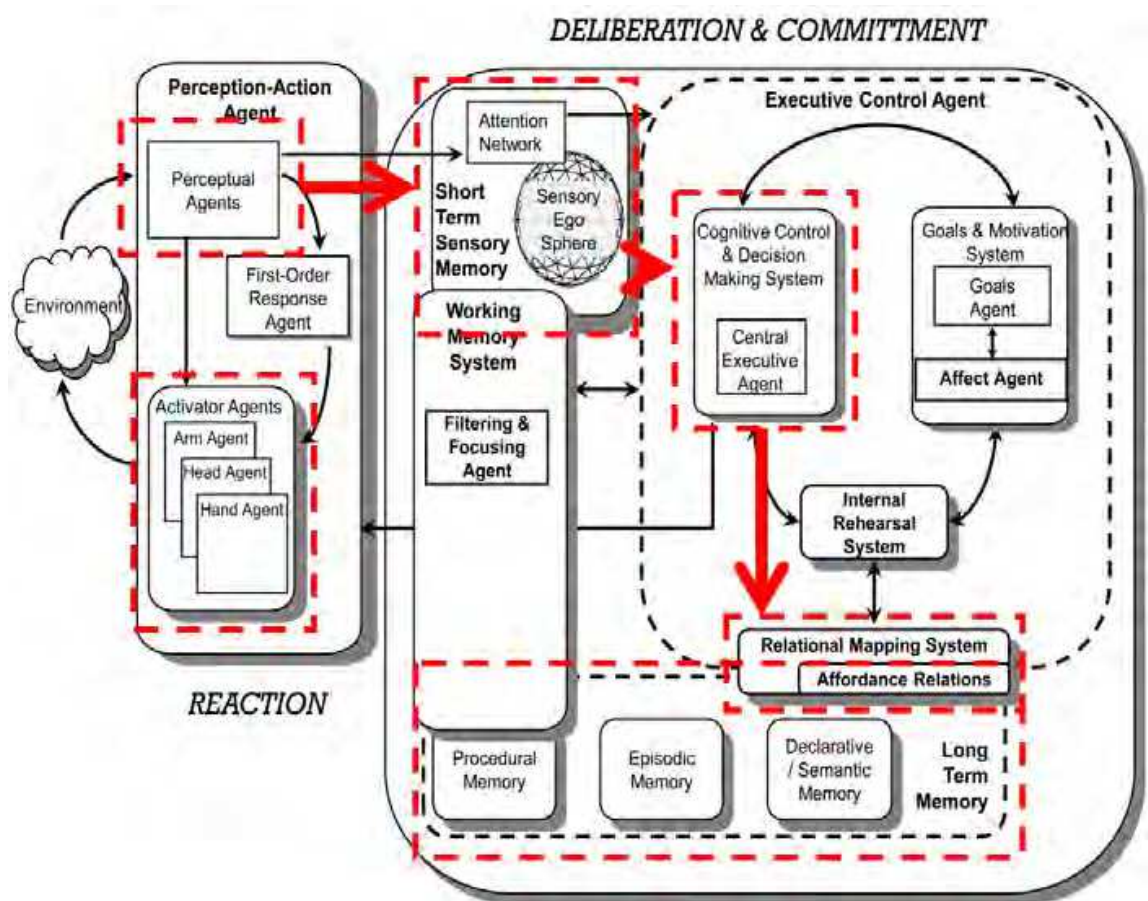 DELIBERATION & COMMITTMENT
Perception-Action
Agent
Perceptual
Agents
First-Order
Response
Agent
Environment
Activator Agents
Arm Agent
Head Agent
Hand Agent
REACTION
Attention
Network
Short
Term
Sensory
Memory
Sensory
Ego
Sphere
Working
Memory
System
Filtering &
Focusing
Agent
Executive Control Agent
Cognitive Control
& Decision
Making System
Central
Executive
Agent
Goals & Motivation
System
Goals
Agent
Affect Agent
Internal
Rehearsal
System
Relational Mapping System
Affordance Relations
Procedural
Memory
Episodic
Memory
Declarative
/ Semantic
Memory
Long
Term
Memory